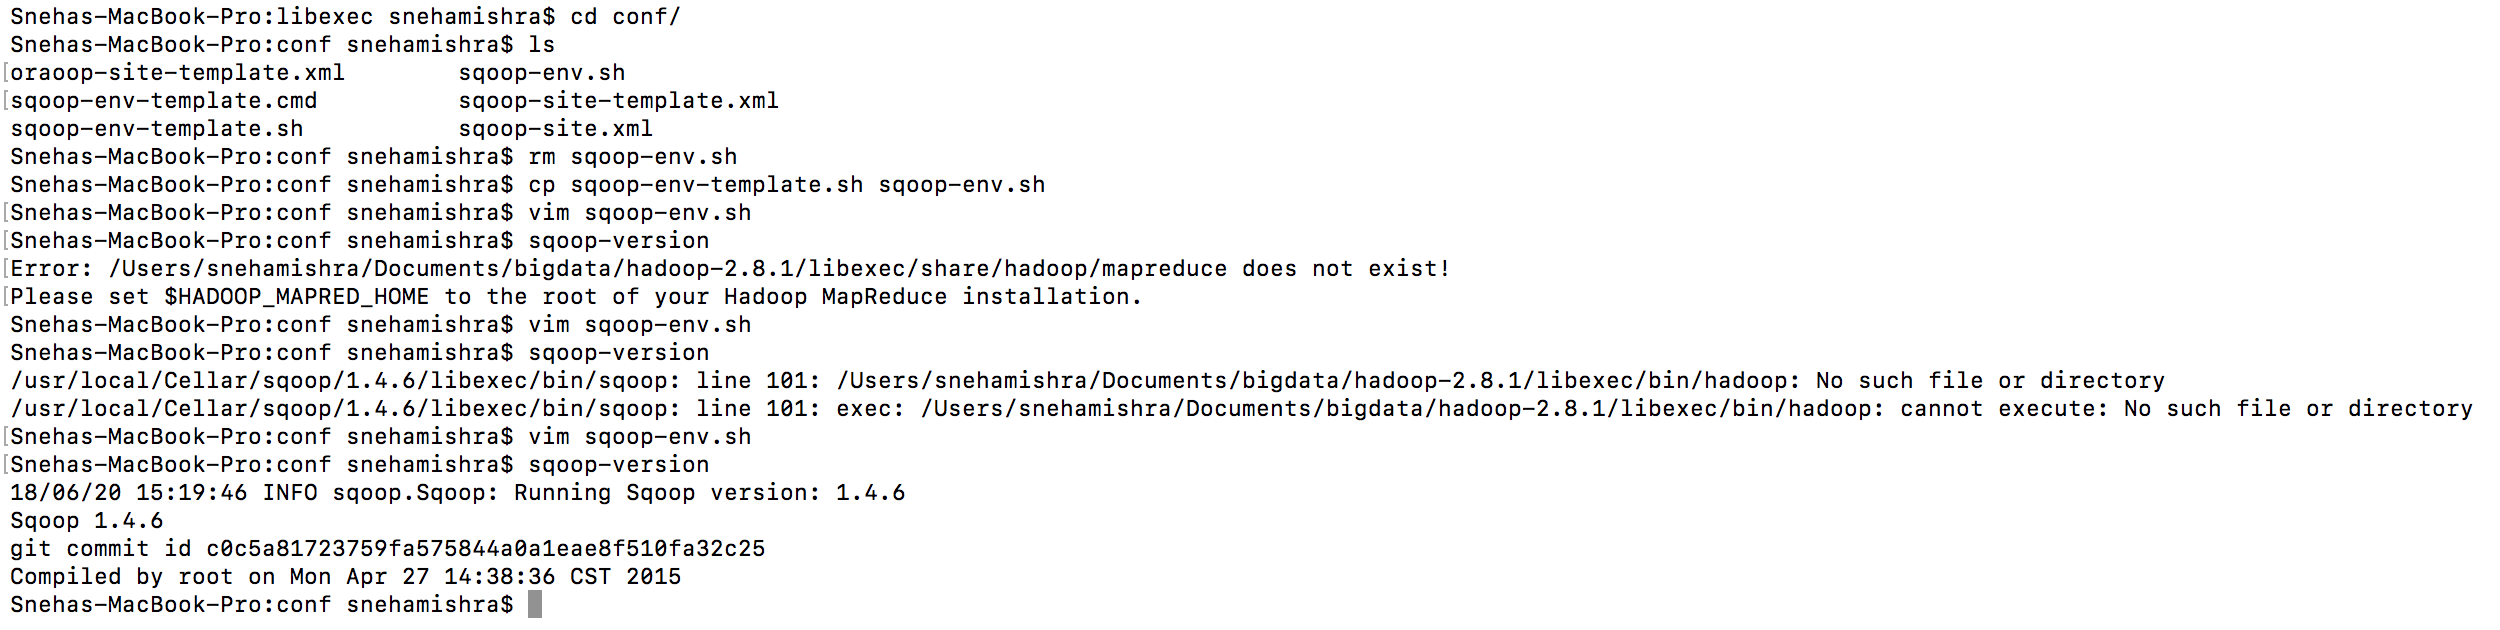 Snehas-MacBook-Pro:libexec snehamishra$ cd conf/
Snehas-MacBook-Pro:conf snehamishra$ ls
[oraoop-site-template.xml        sqoop-env.sh
[sqoop-env-template.cmd          sqoop-site-template.xml
sqoop-env-template.sh           sqoop-site.xml
Snehas-MacBook-Pro:conf snehamishra$ rm sqoop-env.sh
Snehas-MacBook-Pro:conf snehamishra$ cp sqoop-env-template.sh sqoop-env.sh
[Snehas-MacBook-Pro:conf snehamishra$ vim sqoop-env.sh
[Snehas-MacBook-Pro:conf snehamishra$ sqoop-version
[Error: /Users/snehamishra/Documents/bigdata/hadoop-2.8.1/libexec/share/hadoop/mapreduce does not exist!
[Please set $HADOOP_MAPRED_HOME to the root of your Hadoop MapReduce installation.
Snehas-MacBook-Pro:conf snehamishra$ vim sqoop-env.sh
Snehas-MacBook-Pro:conf snehamishra$ sqoop-version
/usr/local/Cellar/sqoop/1.4.6/libexec/bin/sqoop: line 101: /Users/snehamishra/Documents/bigdata/hadoop-2.8.1/libexec/bin/hadoop: No such file or directory
/usr/local/Cellar/sqoop/1.4.6/libexec/bin/sqoop: line 101: exec: /Users/snehamishra/Documents/bigdata/hadoop-2.8.1/libexec/bin/hadoop: cannot execute: No such file or directory
[Snehas-MacBook-Pro:conf snehamishra$ vim sqoop-env.sh
[Snehas-MacBook-Pro:conf snehamishra$ sqoop-version
18/06/20 15:19:46 INFO sqoop.Sqoop: Running Sqoop version: 1.4.6
Sqoop 1.4.6
git commit id c0c5a81723759fa575844a0a1eae8f510fa32c25
Compiled by root on Mon Apr 27 14:38:36 CST 2015
Snehas-MacBook-Pro:conf snehamishra$